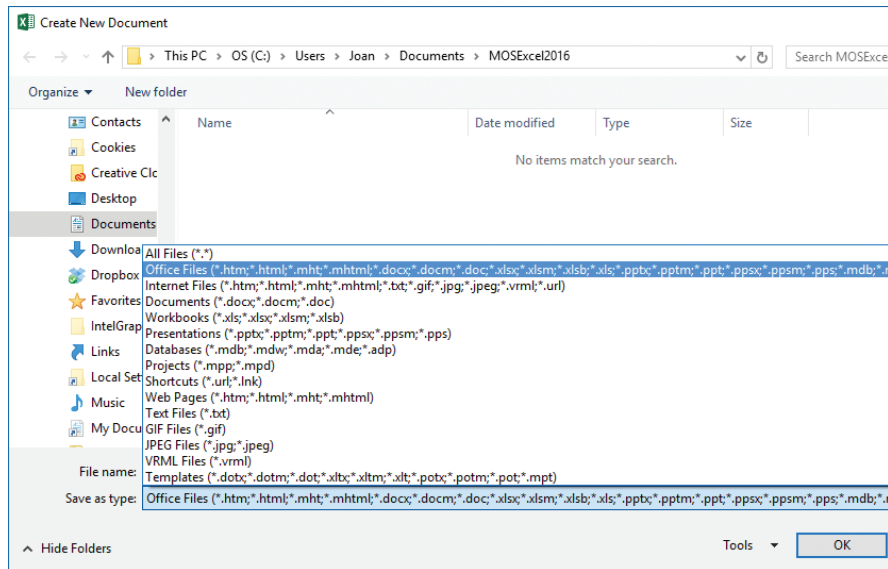 Create New Document
This PC > OS (C:) > Users > Joan > Documents > MOSExcel2016
Search MOSExce
Organize
New folder
Name
Date modified
Type
Size
No items match your search.
Contacts
Cookies
Creative Clc
Desktop
Documents
Downloa
Dropbox
Favorites
IntelGrap
Links
Local Set
Music
My Docu
All Files (*.*)
Office Files (*.htm;*.html;*.mht;*.mhtml;*.docx;*.docm;*.doc;*.xlsx;*.xlsm;*.xlsb;*.xls;*.pptx;*.pptm;*.ppt;*.ppsx;*.ppsm;*.pps;*.mdb;*.m
Internet Files (*.htm;*.html;*.mht;*.mhtml;*.txt;*.gif;*.jpg;*.jpeg;*.vrml;*.url)
Documents (*.docx;*.docm;*.doc)
Workbooks (*.xls;*.xlsx;*.xlsm;*.xlsb)
Presentations (*.pptx;*.pptm;*.ppt;*.ppsx;*.ppsm;*.pps)
Databases (*.mdb;*.mdw;*.mda;*.mde;*.adp)
Projects (*.mpp;*.mpd)
Shortcuts (*.url;*.lnk)
Web Pages (*.htm;*.html;*.mht;*.mhtml)
Text Files (*.txt)
GIF Files (*.gif)
JPEG Files (*.jpg;*.jpeg)
VRML Files (*.vrml)
Templates (*.dotx;*.dotm;*.dot;*.xltx;*.xltm;*.xlt;*.potx;*.potm;*.pot;*.mpt)
File name:
Save as type: Office Files (*.htm;*.html;*.mht;*.mhtml;*.docx;*.docm;*.doc;*.xlsx;*.xlsm;*.xlsb;*.xls;*.pptx;*.pptm;*.ppt;*.ppsx;*.ppsm;*.pps;*.mdb;*.m
Hide Folders
Tools
OK